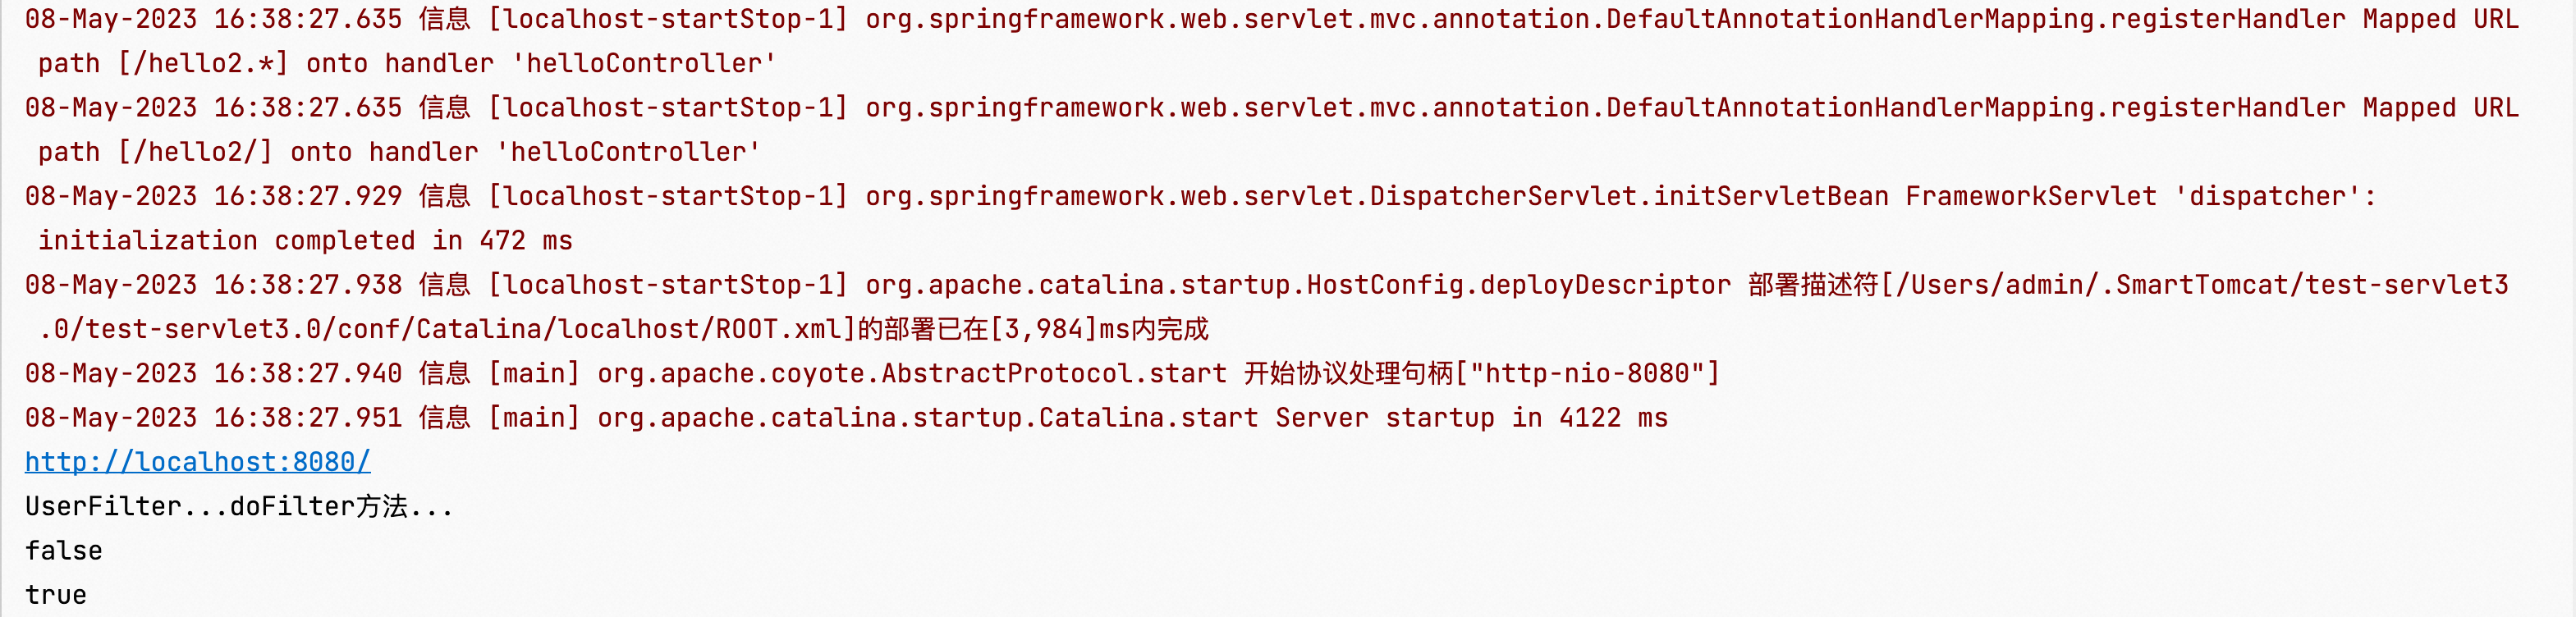 08-May-2023 16:38:27.635 信息 [localhost-startStop-1] org.springframework.web.servlet.mvc.annotation.DefaultAnnotationHandlerMapping.registerHandler Mapped URL
path [/hello2.*] onto handler 'helloController'
08-May-2023 16:38:27.635 信息 [localhost-startStop-1] org.springframework.web.servlet.mvc.annotation.DefaultAnnotationHandlerMapping.registerHandler Mapped URL
path [/hello2/] onto handler 'helloController'
08-May-2023 16:38:27.929 信息 [localhost-startStop-1] org.springframework.web.servlet.DispatcherServlet.initServletBean FrameworkServlet 'dispatcher':
initialization completed in 472 ms
08-May-2023 16:38:27.938 信息 [localhost-startStop-1] org.apache.catalina.startup.HostConfig.deployDescriptor 部署描述符[/Users/admin/.SmartTomcat/test-servlet3
.0/test-servlet3.0/conf/Catalina/localhost/ROOT.xml]的部署已在[3,984]ms内完成
08-May-2023 16:38:27.940 信息 [main] org.apache.coyote.AbstractProtocol.start 开始协议处理句柄["http-nio-8080"]
08-May-2023 16:38:27.951 信息 [main] org.apache.catalina.startup.Catalina.start Server startup in 4122 ms
http://localhost:8080/
UserFilter...doFilter方法...
false
true